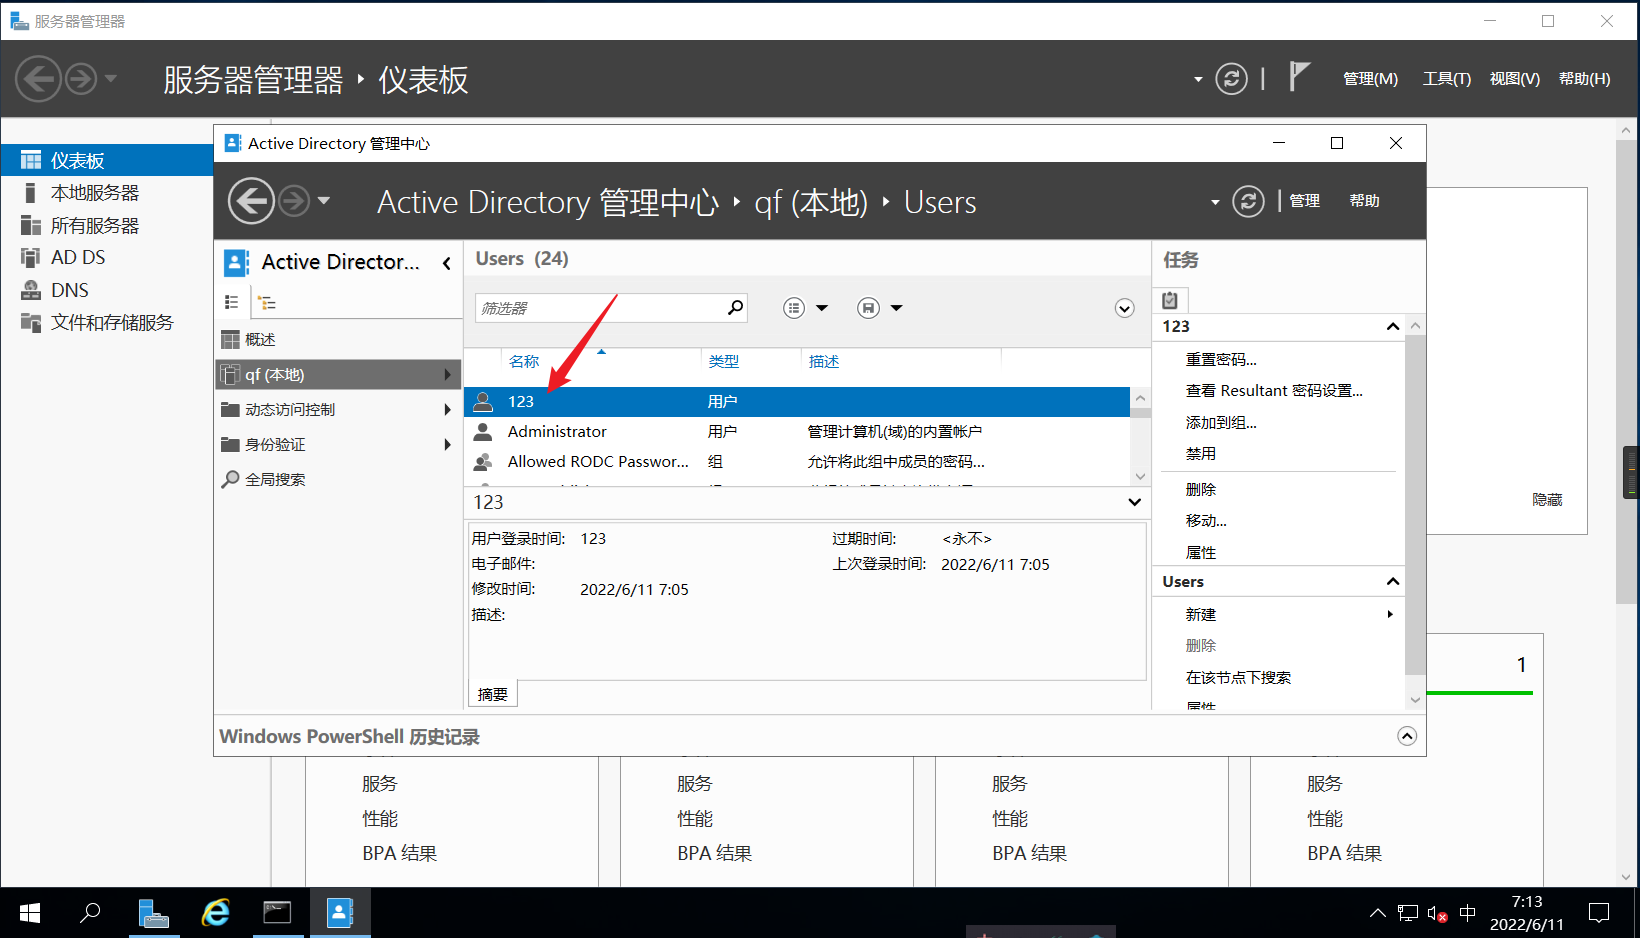 服务器管理器
服务器管理器 ‣ 仪表板
管理(M) 工具(T) 视图(V) 帮助(H)
仪表板
本地服务器
所有服务器
AD DS
DNS
文件和存储服务
Active Directory 管理中心
Active Directory 管理中心 ‣ qf (本地) ‣ Users
管理 帮助
Active Director...
概述
qf (本地)
动态访问控制
身份验证
全局搜索
Users (24)
筛选器
名称 类型 描述
123 用户
Administrator 用户 管理计算机(域)的内置帐户
Allowed RODC Passwor... 组 允许将此组中成员的密码...
123
用户登录时间: 123 过期时间: <永不>
电子邮件: 上次登录时间: 2022/6/11 7:05
修改时间: 2022/6/11 7:05
描述:
摘要
任务
123
重置密码...
查看 Resultant 密码设置...
添加到组...
禁用
删除
移动...
属性
Users
新建
删除
在该节点下搜索
属性
Windows PowerShell 历史记录
隐藏
1
服务 服务 服务 服务
性能 性能 性能 性能
BPA 结果 BPA 结果 BPA 结果 BPA 结果
中
7:13
2022/6/11